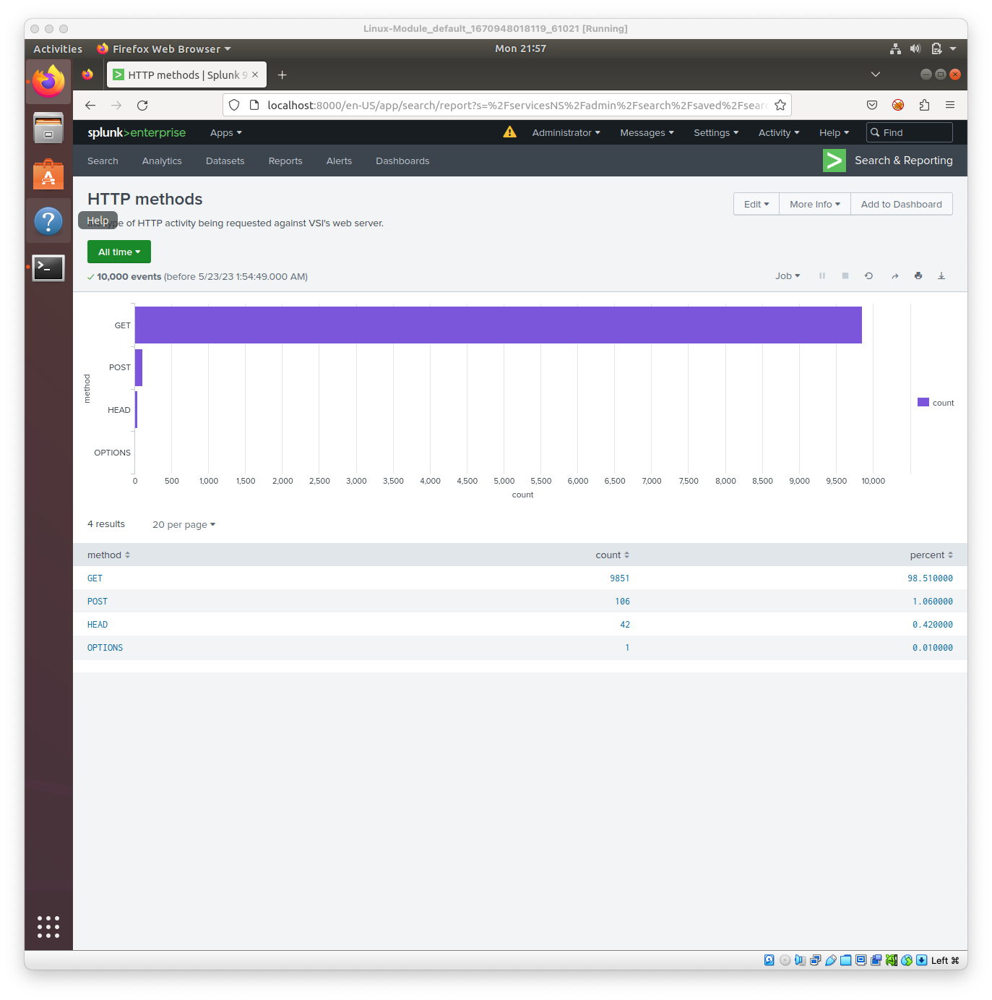 Linux-Module_default_1670948018119_61021 [Running]
Activities Firefox Web Browser Mon 21:57
HTTP methods | Splunk 9
localhost:8000/en-US/app/search/report?s=%2FservicesNS%2Fadmin%2Fsearch%2Fsaved%2Fsearc
splunk>enterprise Apps Administrator Messages Settings Activity Help Find
Search Analytics Datasets Reports Alerts Dashboards Search & Reporting
HTTP methods
Edit More Info Add to Dashboard
Help
of HTTP activity being requested against VSI's web server.
All time
10,000 events (before 5/23/23 1:54:49.000 AM)
Job
GET
POST
HEAD
OPTIONS
method
count
0 500 1,000 1,500 2,000 2,500 3,000 3,500 4,000 4,500 5,000 5,500 6,000 6,500 7,000 7,500 8,000 8,500 9,000 9,500 10,000
count
4 results 20 per page
method count percent
GET 9851 98.510000
POST 106 1.060000
HEAD 42 0.420000
OPTIONS 1 0.010000
Left ⌘